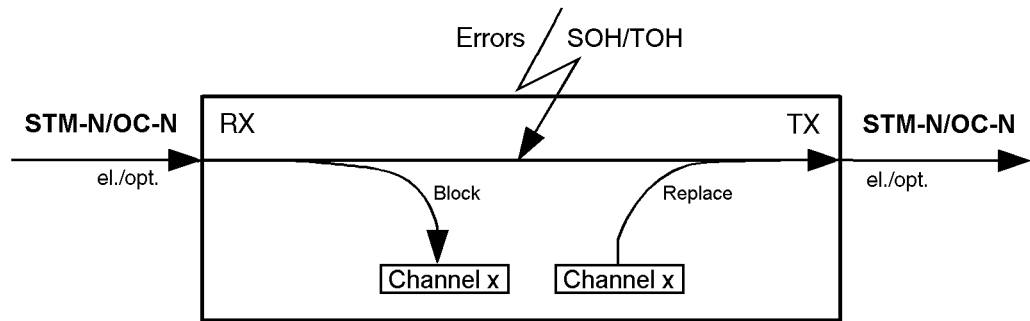 Errors SOH/TOH
STM-N/OC-N RX TX STM-N/OC-N
el./opt. el./opt.
Block Replace
Channel x Channel x